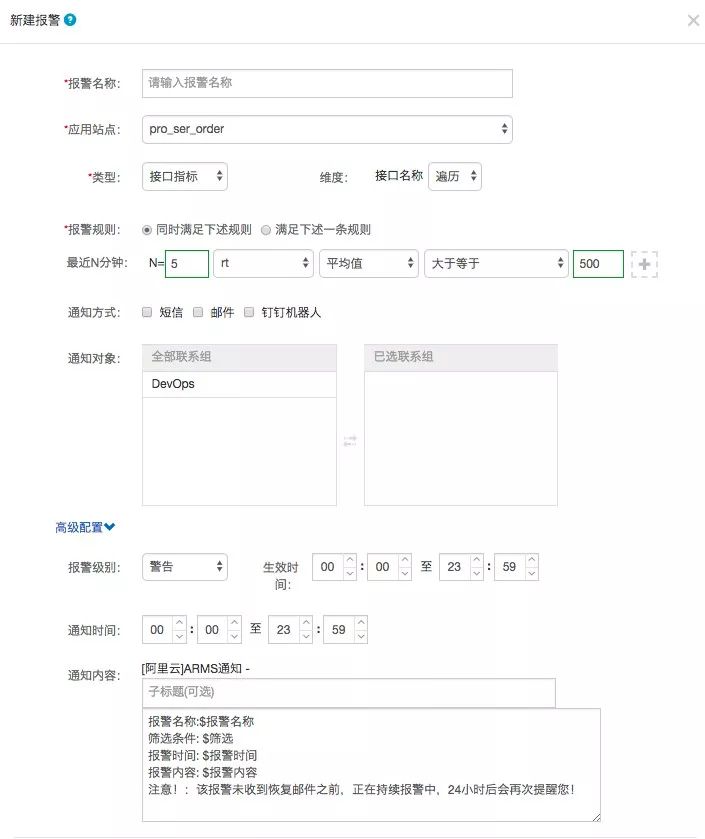 新建报警 ?
*报警名称： 请输入报警名称
*应用站点： pro_ser_order
*类型： 接口指标 维度： 接口名称 遍历
*报警规则： 同时满足下述规则 满足下述一条规则
最近N分钟： N= 5 rt 平均值 大于等于 500
通知方式： 短信 邮件 钉钉机器人
通知对象： 全部联系组 已选联系组
DevOps
高级配置
报警级别： 警告 生效时间： 00 : 00 至 23 : 59
通知时间： 00 : 00 至 23 : 59
通知内容： [阿里云]ARMS通知 -
子标题(可选)
报警名称:$报警名称
筛选条件: $筛选
报警时间: $报警时间
报警内容: $报警内容
注意！：该报警未收到恢复邮件之前，正在持续报警中，24小时后会再次提醒您！